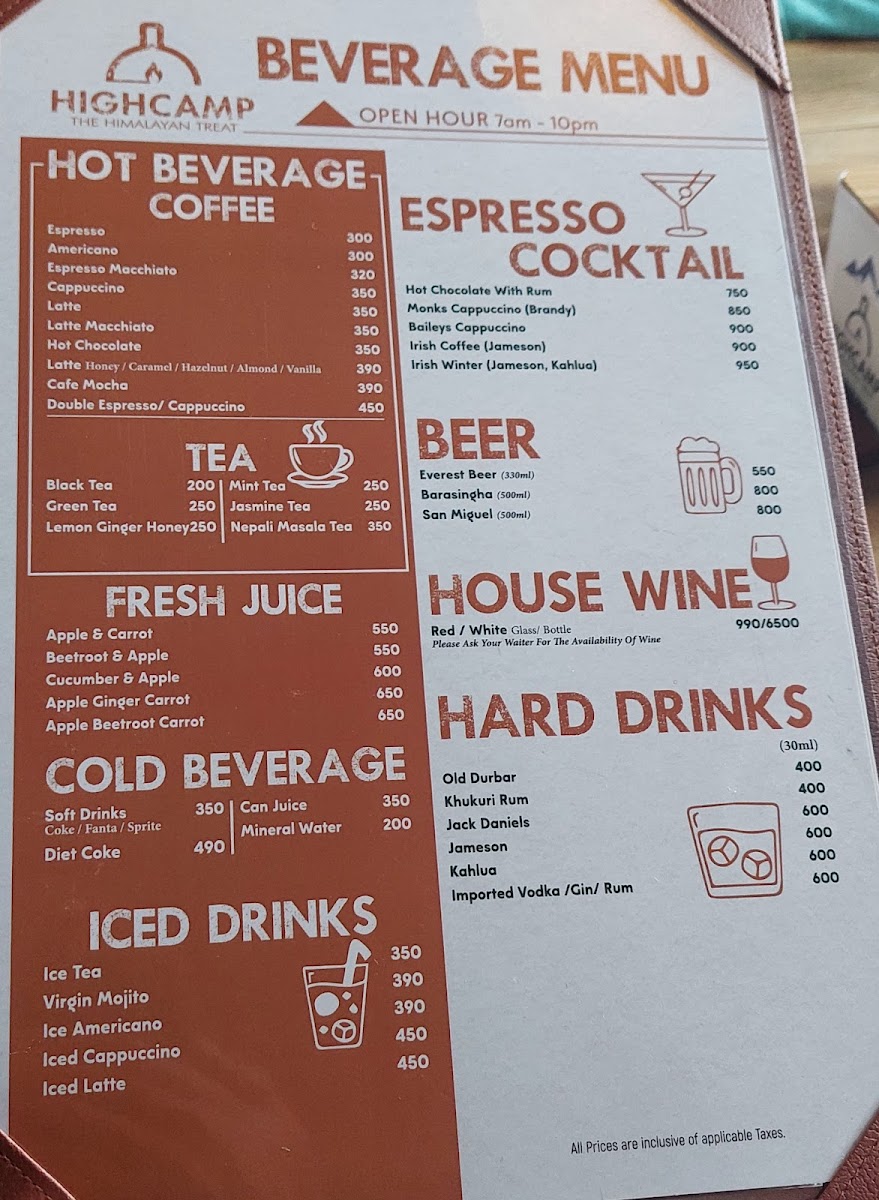 HIGHCAMP
THE HIMALAYAN TREAT
BEVERAGE MENU
OPEN HOUR 7am - 10pm
HOT BEVERAGE
COFFEE
Espresso 300
Americano 300
Espresso Macchiato 320
Cappuccino 350
Latte 350
Latte Macchiato 350
Hot Chocolate 350
Latte Honey / Caramel / Hazelnut / Almond / Vanilla 390
Cafe Mocha 390
Double Espresso/ Cappuccino 450
TEA
Black Tea 200 Mint Tea 250
Green Tea 250 Jasmine Tea 250
Lemon Ginger Honey 250 Nepali Masala Tea 350
FRESH JUICE
Apple & Carrot 550
Beetroot & Apple 550
Cucumber & Apple 600
Apple Ginger Carrot 650
Apple Beetroot Carrot 650
COLD BEVERAGE
Soft Drinks 350 Can Juice 350
Coke / Fanta / Sprite Mineral Water 200
Diet Coke 490
ICED DRINKS
Ice Tea 350
Virgin Mojito 390
Ice Americano 390
Iced Cappuccino 450
Iced Latte 450
ESPRESSO
COCKTAIL
Hot Chocolate With Rum 750
Monks Cappuccino (Brandy) 850
Baileys Cappuccino 900
Irish Coffee (Jameson) 900
Irish Winter (Jameson, Kahlua) 950
BEER
Everest Beer (330ml) 550
Barasingha (500ml) 800
San Miguel (500ml) 800
HOUSE WINE
Red / White Glass/ Bottle 990/6500
Please Ask Your Waiter For The Availability Of Wine
HARD DRINKS
(30ml)
Old Durbar 400
Khukuri Rum 400
Jack Daniels 600
Jameson 600
Kahlua 600
Imported Vodka /Gin/ Rum 600
All Prices are inclusive of applicable Taxes.